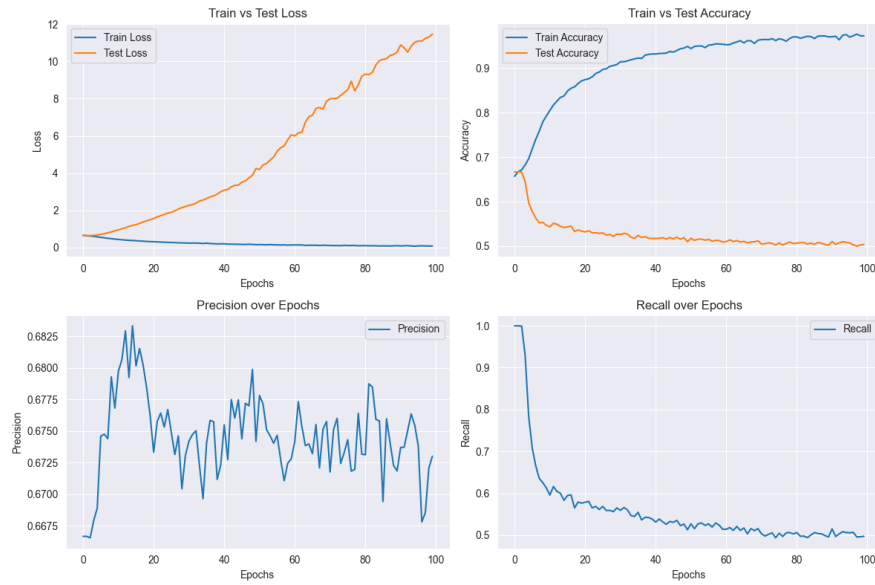 Train vs Test Loss
Train Loss
Test Loss
12
10
8
6
4
2
0
Loss
0
20
40
60
80
100
Epochs
Train vs Test Accuracy
Train Accuracy
Test Accuracy
0.9
0.8
0.7
0.6
0.5
Accuracy
0
20
40
60
80
100
Epochs
Precision over Epochs
Precision
0.6825
0.6800
0.6775
0.6750
0.6725
0.6700
0.6675
Precision
0
20
40
60
80
100
Epochs
Recall over Epochs
Recall
1.0
0.9
0.8
0.7
0.6
0.5
Recall
0
20
40
60
80
100
Epochs